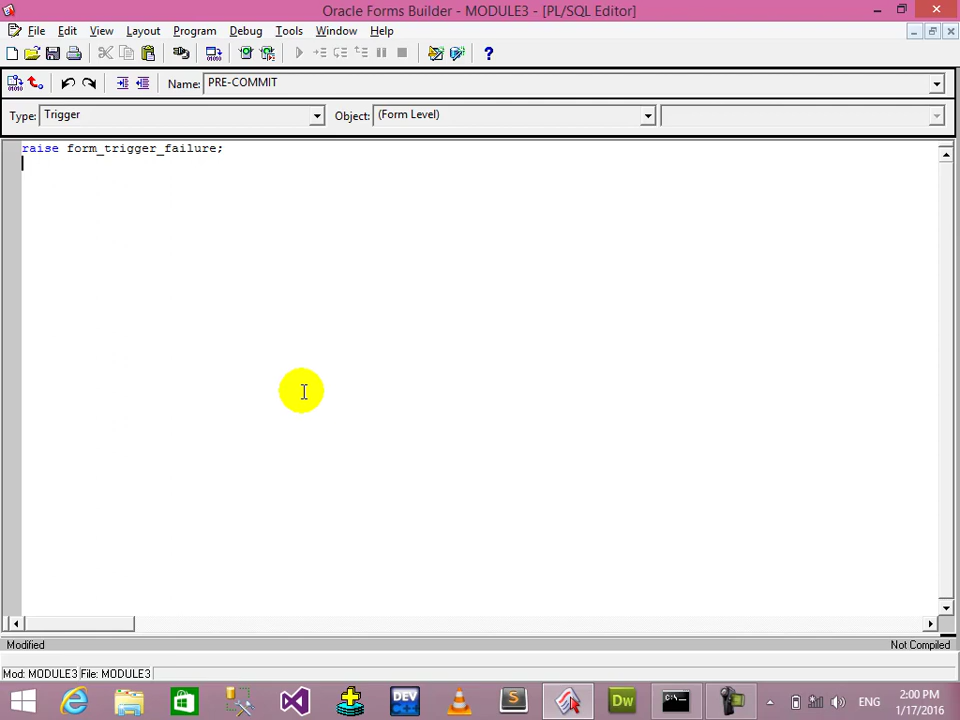 Oracle Forms Builder - MODULE3 - [PL/SQL Editor]
File Edit View Layout Program Debug Tools Window Help
Name: PRE-COMMIT
Type: Trigger Object: (Form Level)
raise form_trigger_failure;
Modified Not Compiled
Mod: MODULE3 File: MODULE3
DEV
S
Dw
C:\
ENG
2:00 PM
1/17/2016